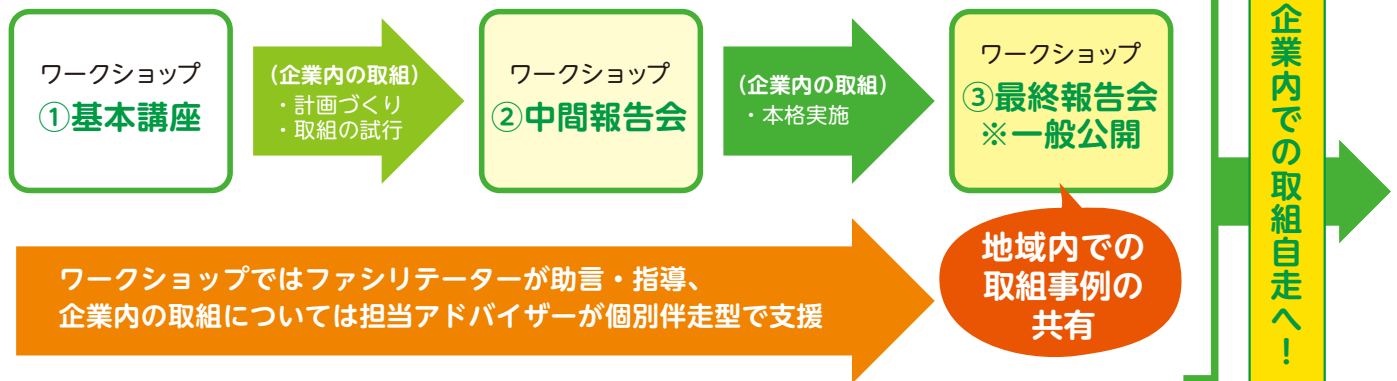 ワークショップ
①基本講座
（企業内の取組）
・計画づくり
・取組の試行
ワークショップ
②中間報告会
（企業内の取組）
・本格実施
ワークショップ
③最終報告会
※一般公開
地域内での
取組事例の
共有
ワークショップではファシリテーターが助言・指導、
企業内の取組については担当アドバイザーが個別伴走型で支援
企業内での取組自走へ！